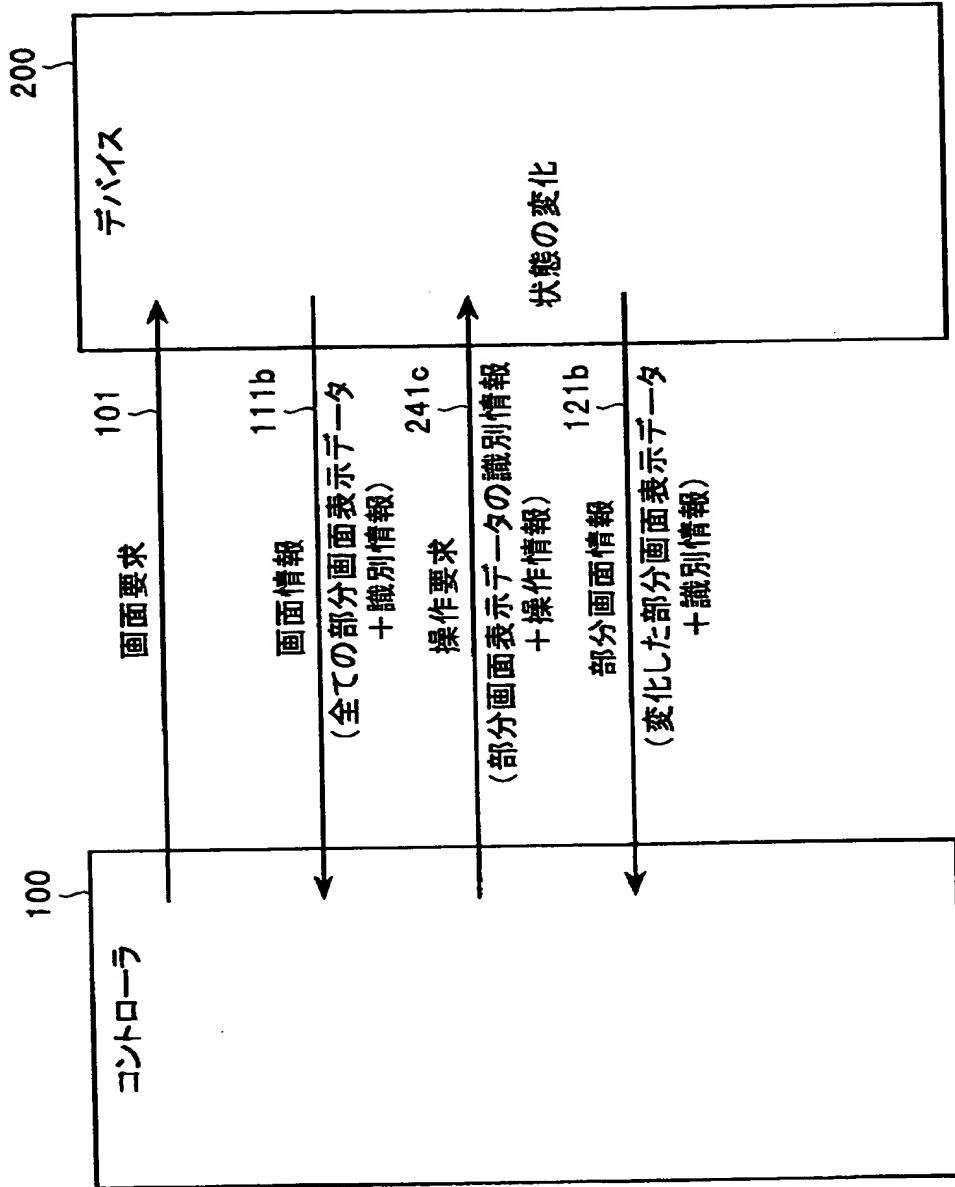 100
200
コントローラ
デバイス
画面要求
101
画面情報
111b
(全ての部分画面表示データ
+識別情報)
操作要求
241c
(部分画面表示データの識別情報
+操作情報)
状態の変化
部分画面情報
121b
(変化した部分画面表示データ
+識別情報)